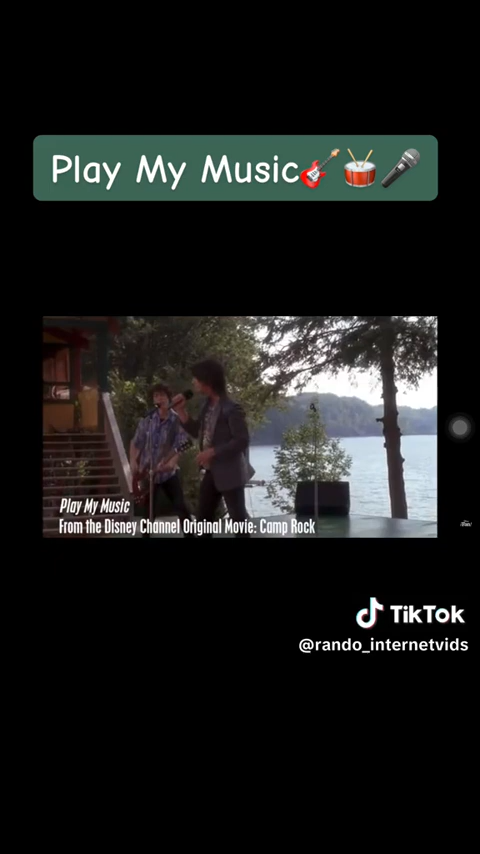 Play My Music🎸🥁🎤
Play My Music
From the Disney Channel Original Movie: Camp Rock
TikTok
@rando_internetvids